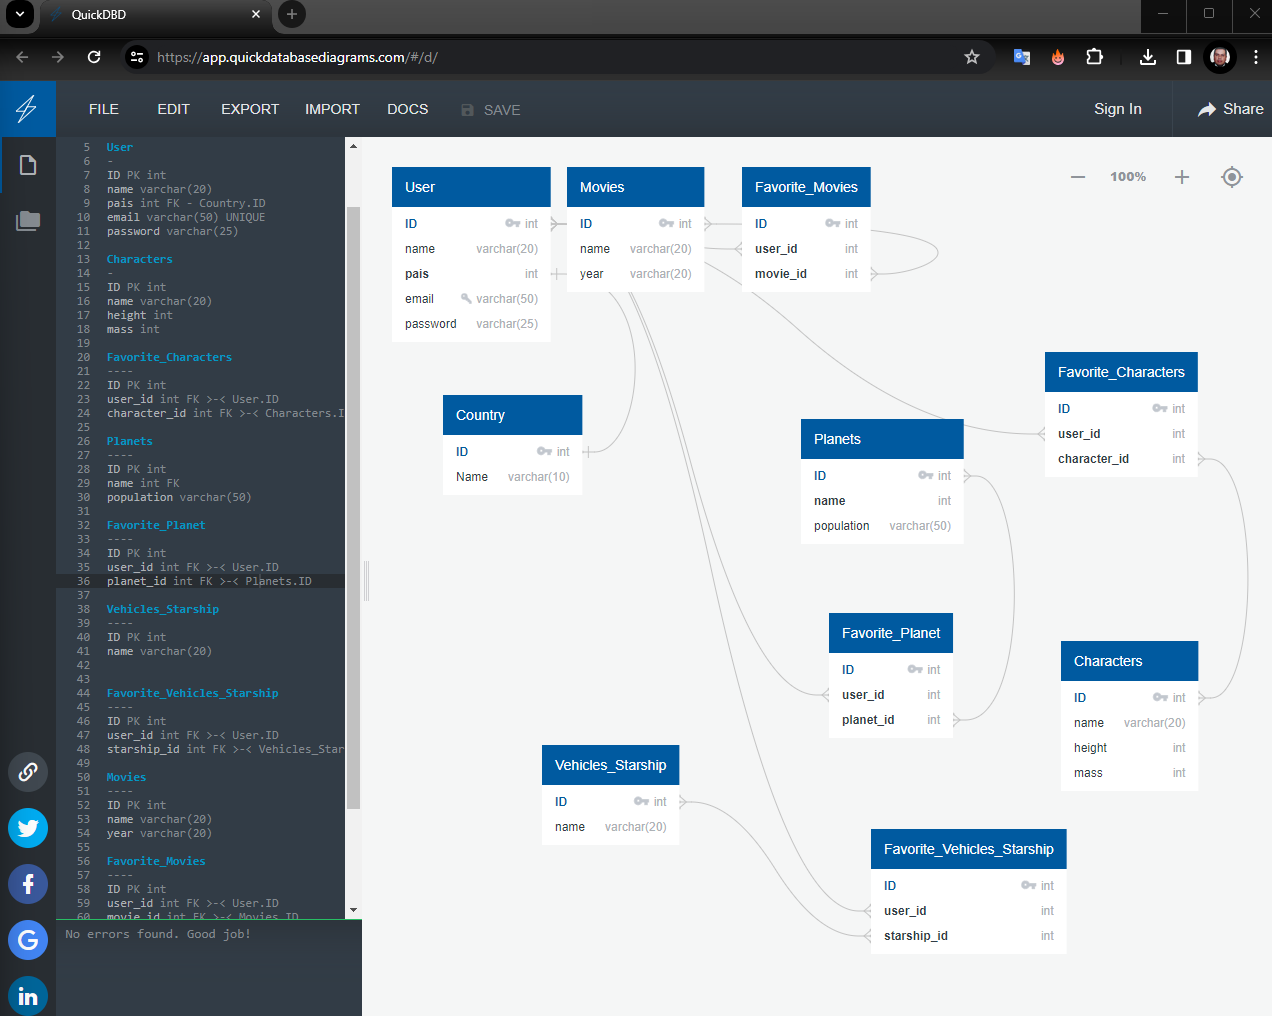 QuickDBD
https://app.quickdatabasediagrams.com/#/d/
FILE EDIT EXPORT IMPORT DOCS SAVE Sign In Share
5 User
6 -
7 ID PK int
8 name varchar(20)
9 pais int FK - Country.ID
10 email varchar(50) UNIQUE
11 password varchar(25)
12
13 Characters
14 -
15 ID PK int
16 name varchar(20)
17 height int
18 mass int
19
20 Favorite_Characters
21 ----
22 ID PK int
23 user_id int FK >-< User.ID
24 character_id int FK >-< Characters.I
25
26 Planets
27 ----
28 ID PK int
29 name int FK
30 population varchar(50)
31
32 Favorite_Planet
33 ----
34 ID PK int
35 user_id int FK >-< User.ID
36 planet_id int FK >-< Planets.ID
37
38 Vehicles_Starship
39 ----
40 ID PK int
41 name varchar(20)
42
43
44 Favorite_Vehicles_Starship
45 ----
46 ID PK int
47 user_id int FK >-< User.ID
48 starship_id int FK >-< Vehicles_Star
49
50 Movies
51 ----
52 ID PK int
53 name varchar(20)
54 year varchar(20)
55
56 Favorite_Movies
57 ----
58 ID PK int
59 user_id int FK >-< User.ID
60 movie_id int FK >-< Movies.ID
No errors found. Good job!
100%
User
ID int
name varchar(20)
pais int
email varchar(50)
password varchar(25)
Movies
ID int
name varchar(20)
year varchar(20)
Favorite_Movies
ID int
user_id int
movie_id int
Favorite_Characters
ID int
user_id int
character_id int
Country
ID int
Name varchar(10)
Planets
ID int
name int
population varchar(50)
Favorite_Planet
ID int
user_id int
planet_id int
Characters
ID int
name varchar(20)
height int
mass int
Vehicles_Starship
ID int
name varchar(20)
Favorite_Vehicles_Starship
ID int
user_id int
starship_id int